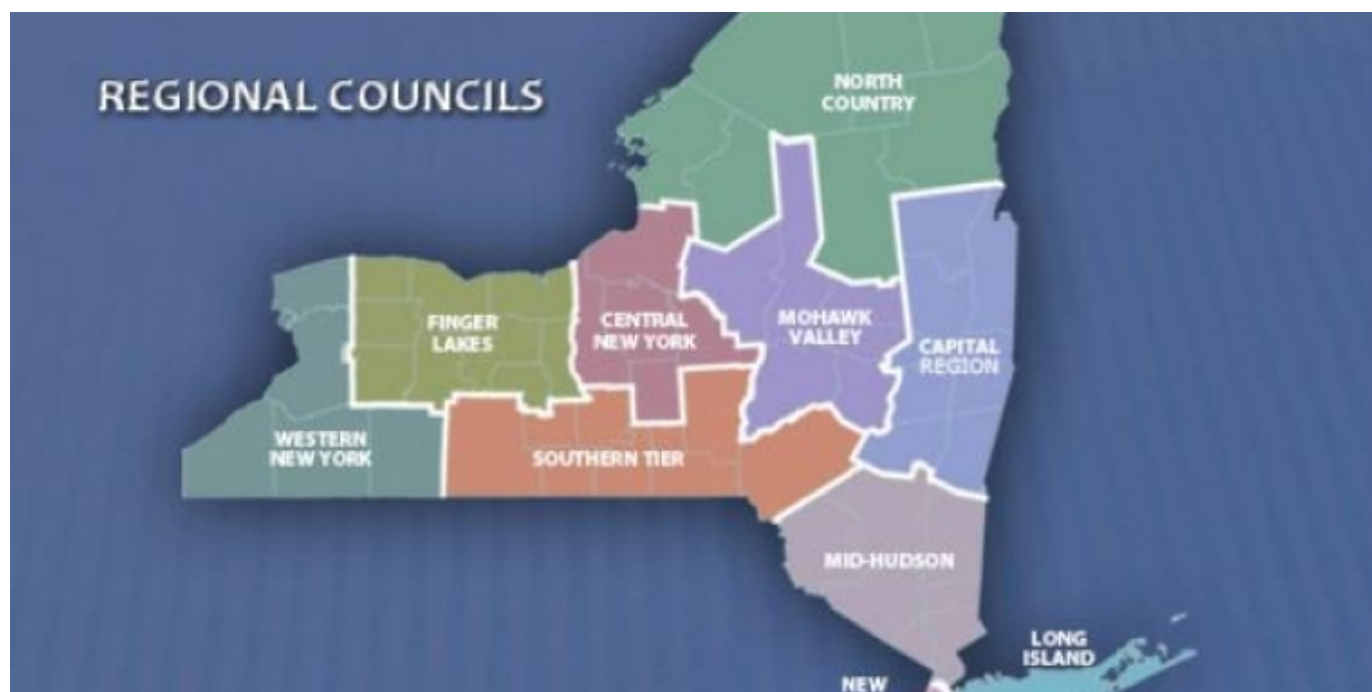 REGIONAL COUNCILS
NORTH
COUNTRY
FINGER
LAKES
CENTRAL
NEW YORK
MOHAWK
VALLEY
CAPITAL
REGION
WESTERN
NEW YORK
SOUTHERN TIER
MID-HUDSON
LONG
ISLAND
NEW